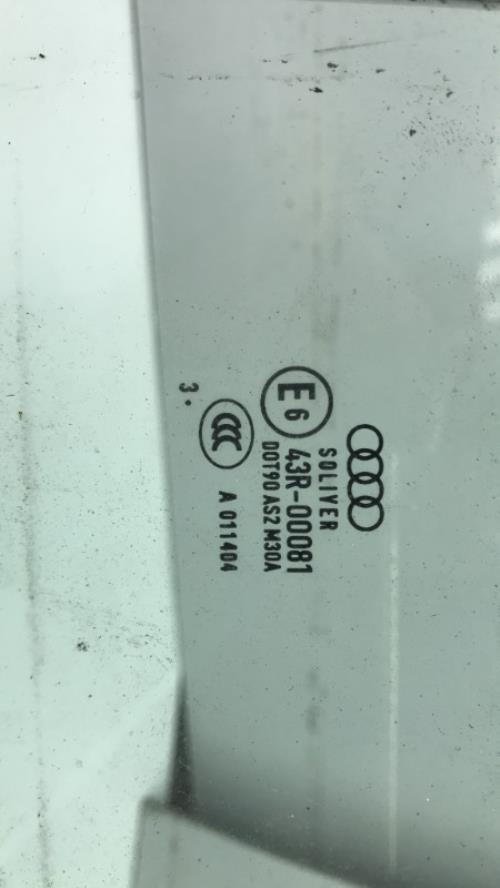 SOLIVER
E6 43R-00081
DOT90 AS2 M30A
CCC A 011404
3 •